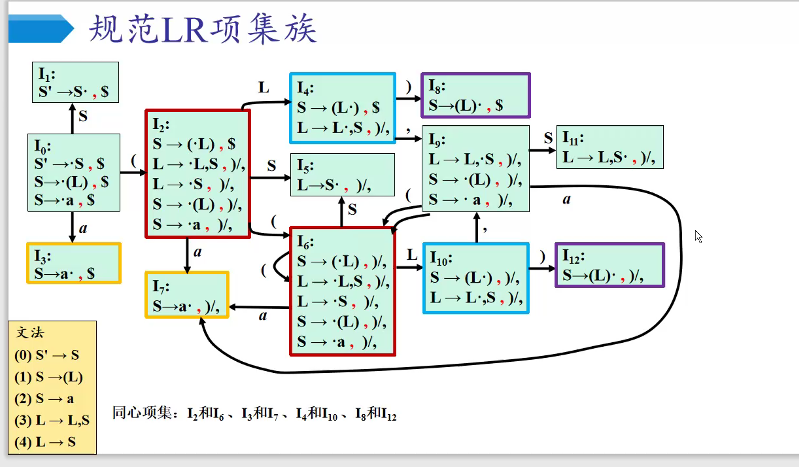 规范LR项集族
I1:
S' →S· , $
S
I0:
S' →·S , $
S→·(L) , $
S→·a , $
a
I3:
S→a· , $
(
I2:
S → (·L) , $
L → ·L,S , )/,
L → ·S , )/,
S → ·(L) , )/,
S → ·a , )/,
a
I7:
S→a· , )/,
L
I4:
S → (L·) , $
L → L·,S , )/,
)
I8:
S→(L)· , $
,
S
I5:
L→S· , )/,
S
(
(
I6:
S → (·L) , )/,
L → ·L,S , )/,
L → ·S , )/,
S → ·(L) , )/,
S → ·a , )/,
a
(
I9:
L → L,·S , )/,
S → ·(L) , )/,
S → · a , )/,
S
I11:
L → L,S· , )/,
a
,
L
I10:
S → (L·) , )/,
L → L·,S , )/,
)
I12:
S→(L)· , )/,
文法
(0) S' → S
(1) S →(L)
(2) S → a
(3) L → L,S
(4) L → S
同心项集：I2和I6 、I3和I7 、I4和I10 、I8和I12